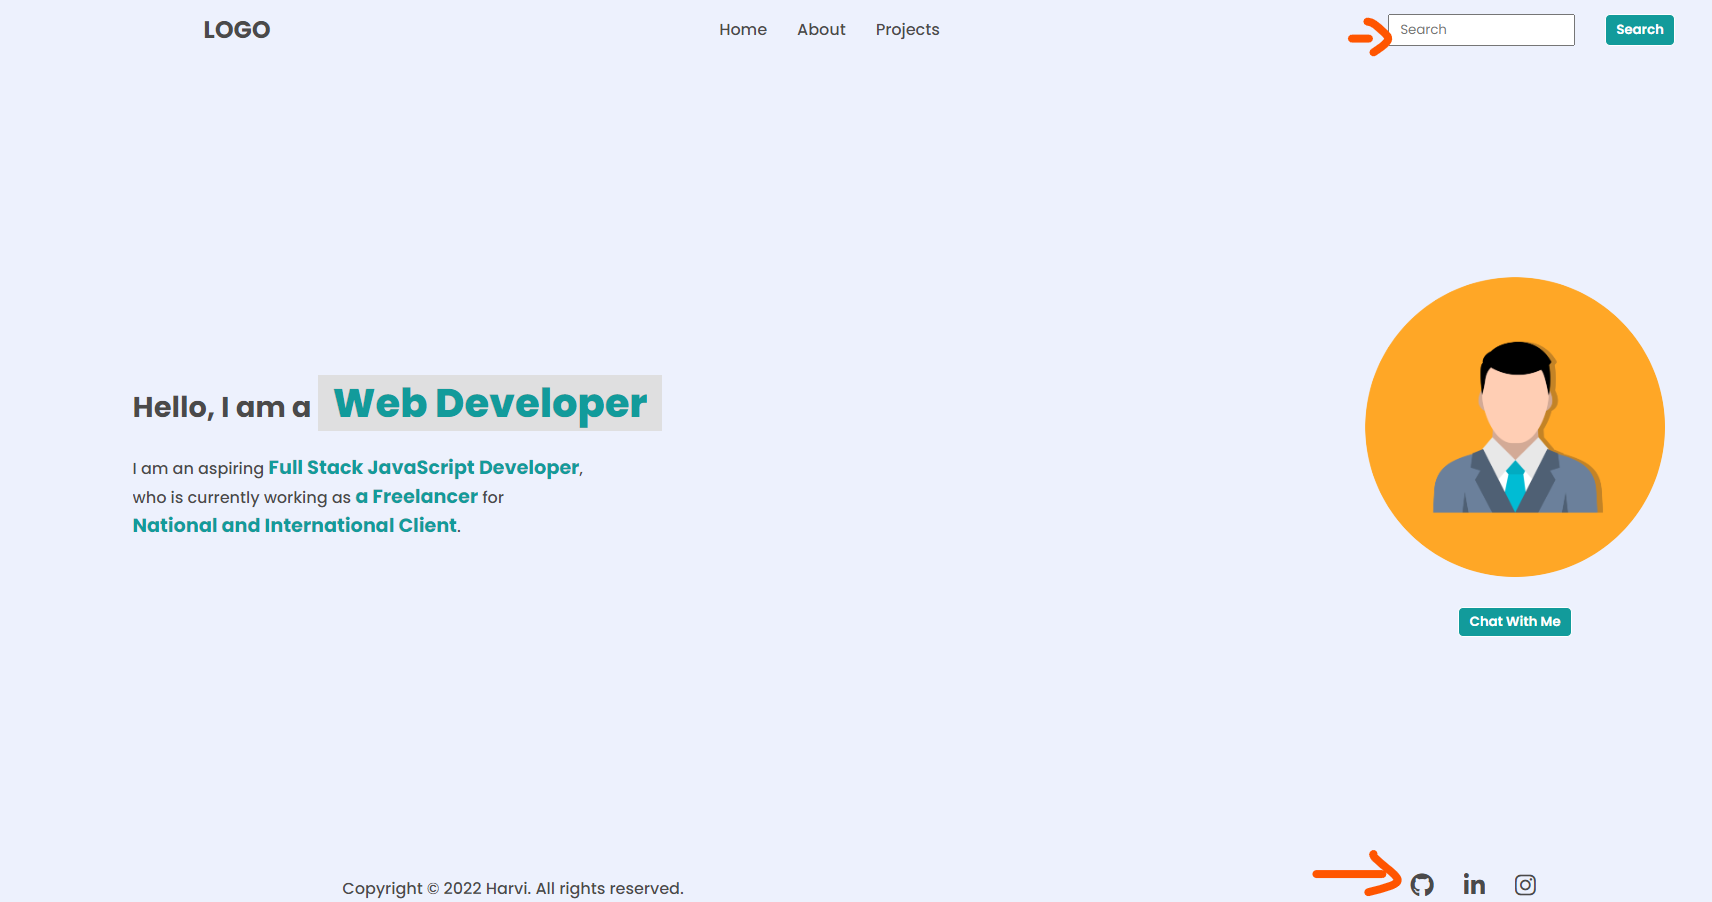 LOGO
Home About Projects
Search
Search
Hello, I am a Web Developer
I am an aspiring Full Stack JavaScript Developer,
who is currently working as a Freelancer for
National and International Client.
Chat With Me
Copyright © 2022 Harvi. All rights reserved.
in